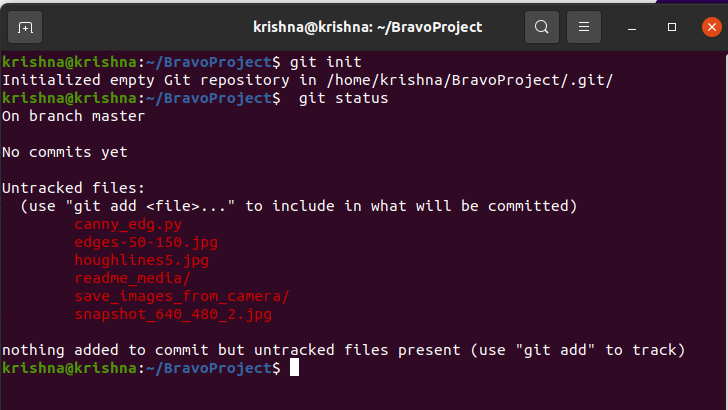 krishna@krishna: ~/BravoProject
krishna@krishna:~/BravoProject$ git init
Initialized empty Git repository in /home/krishna/BravoProject/.git/
krishna@krishna:~/BravoProject$  git status
On branch master

No commits yet

Untracked files:
  (use "git add <file>..." to include in what will be committed)
        canny_edg.py
        edges-50-150.jpg
        houghlines5.jpg
        readme_media/
        save_images_from_camera/
        snapshot_640_480_2.jpg

nothing added to commit but untracked files present (use "git add" to track)
krishna@krishna:~/BravoProject$